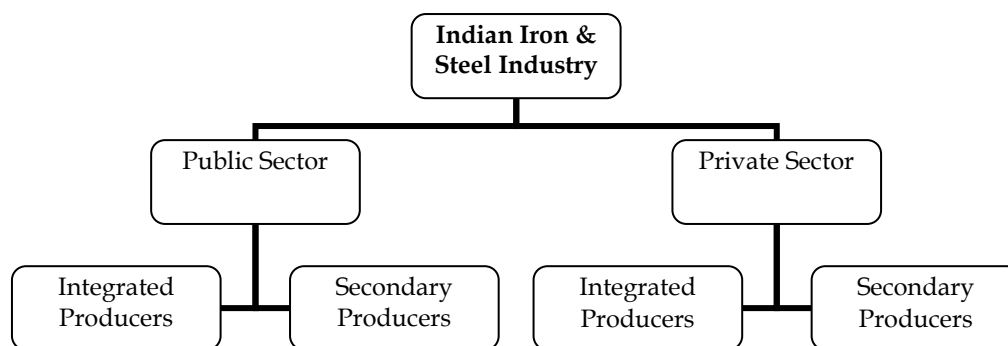 Indian Iron &
Steel Industry
Public Sector
Private Sector
Integrated
Producers
Secondary
Producers
Integrated
Producers
Secondary
Producers